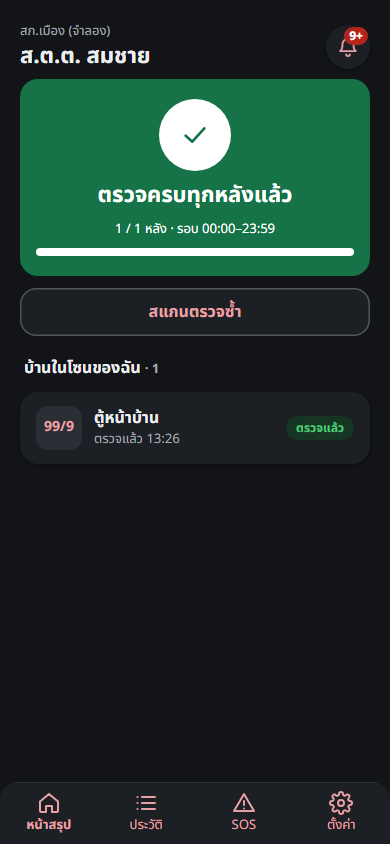 สภ.เมือง (จำลอง)
ส.ต.ต. สมชาย
9+
ตรวจครบทุกหลังแล้ว
1 / 1 หลัง · รอบ 00:00–23:59
สแกนตรวจซ้ำ
บ้านในโซนของฉัน · 1
99/9
ตู้หน้าบ้าน
ตรวจแล้ว 13:26
ตรวจแล้ว
หน้าสรุป
ประวัติ
SOS
ตั้งค่า